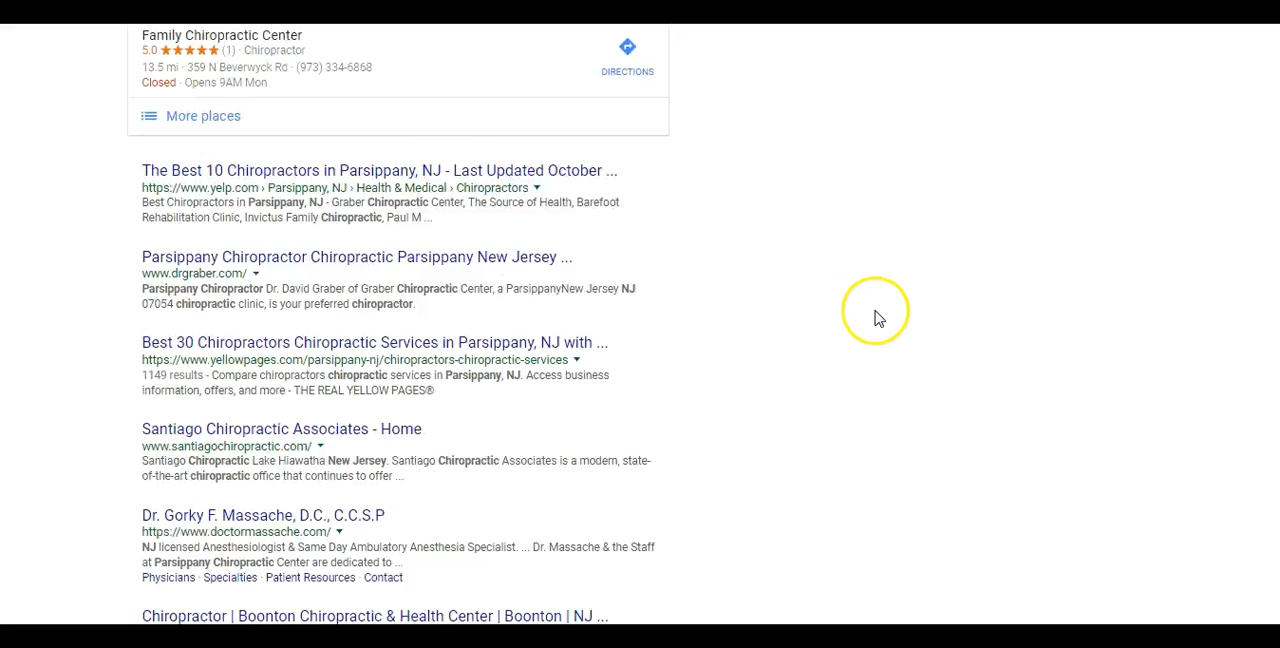 Family Chiropractic Center
5.0 ★★★★★ (1) · Chiropractor
13.5 mi · 359 N Beverwyck Rd · (973) 334-6868
Closed · Opens 9AM Mon
DIRECTIONS
More places
The Best 10 Chiropractors in Parsippany, NJ - Last Updated October ...
https://www.yelp.com › Parsippany, NJ › Health & Medical › Chiropractors
Best Chiropractors in Parsippany, NJ - Graber Chiropractic Center, The Source of Health, Barefoot
Rehabilitation Clinic, Invictus Family Chiropractic, Paul M ...
Parsippany Chiropractor Chiropractic Parsippany New Jersey ...
www.drgraber.com/
Parsippany Chiropractor Dr. David Graber of Graber Chiropractic Center, a ParsippanyNew Jersey NJ
07054 chiropractic clinic, is your preferred chiropractor.
Best 30 Chiropractors Chiropractic Services in Parsippany, NJ with ...
https://www.yellowpages.com/parsippany-nj/chiropractors-chiropractic-services
1149 results - Compare chiropractors chiropractic services in Parsippany, NJ. Access business
information, offers, and more - THE REAL YELLOW PAGES®
Santiago Chiropractic Associates - Home
www.santiagochiropractic.com/
Santiago Chiropractic Lake Hiawatha New Jersey. Santiago Chiropractic Associates is a modern, state-
of-the-art chiropractic office that continues to offer ...
Dr. Gorky F. Massache, D.C., C.C.S.P
https://www.doctormassache.com/
NJ licensed Anesthesiologist & Same Day Ambulatory Anesthesia Specialist. ... Dr. Massache & the Staff
at Parsippany Chiropractic Center are dedicated to ...
Physicians · Specialties · Patient Resources · Contact
Chiropractor | Boonton Chiropractic & Health Center | Boonton | NJ ...